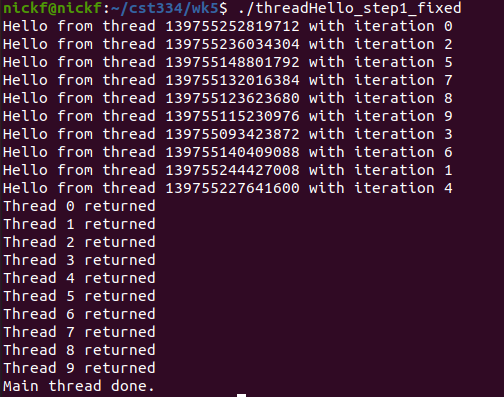 nickf@nickf:~/cst334/wk5$ ./threadHello_step1_fixed
Hello from thread 139755252819712 with iteration 0
Hello from thread 139755236034304 with iteration 2
Hello from thread 139755148801792 with iteration 5
Hello from thread 139755132016384 with iteration 7
Hello from thread 139755123623680 with iteration 8
Hello from thread 139755115230976 with iteration 9
Hello from thread 139755093423872 with iteration 3
Hello from thread 139755140409088 with iteration 6
Hello from thread 139755244427008 with iteration 1
Hello from thread 139755227641600 with iteration 4
Thread 0 returned
Thread 1 returned
Thread 2 returned
Thread 3 returned
Thread 4 returned
Thread 5 returned
Thread 6 returned
Thread 7 returned
Thread 8 returned
Thread 9 returned
Main thread done.